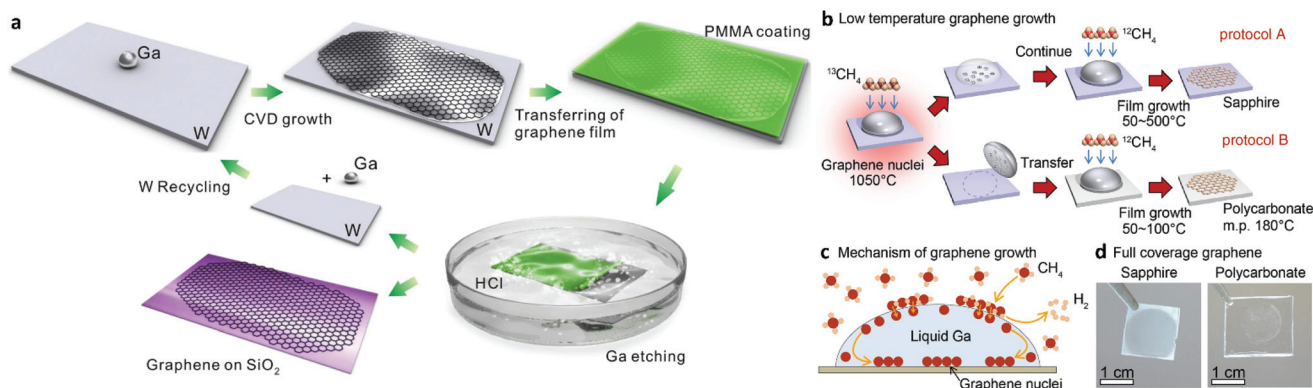 a
Ga
W
CVD growth
W
Transferring of
graphene film
PMMA coating
W Recycling
+
Ga
W
HCl
Ga etching
Graphene on SiO₂
b Low temperature graphene growth
¹³CH₄
Graphene nuclei
1050°C
Continue
¹²CH₄
protocol A
Film growth
50~500°C
Sapphire
Transfer
¹²CH₄
protocol B
Film growth
50~100°C
Polycarbonate
m.p. 180°C
c Mechanism of graphene growth
CH₄
H₂
Liquid Ga
Graphene nuclei
d Full coverage graphene
Sapphire
Polycarbonate
1 cm
1 cm